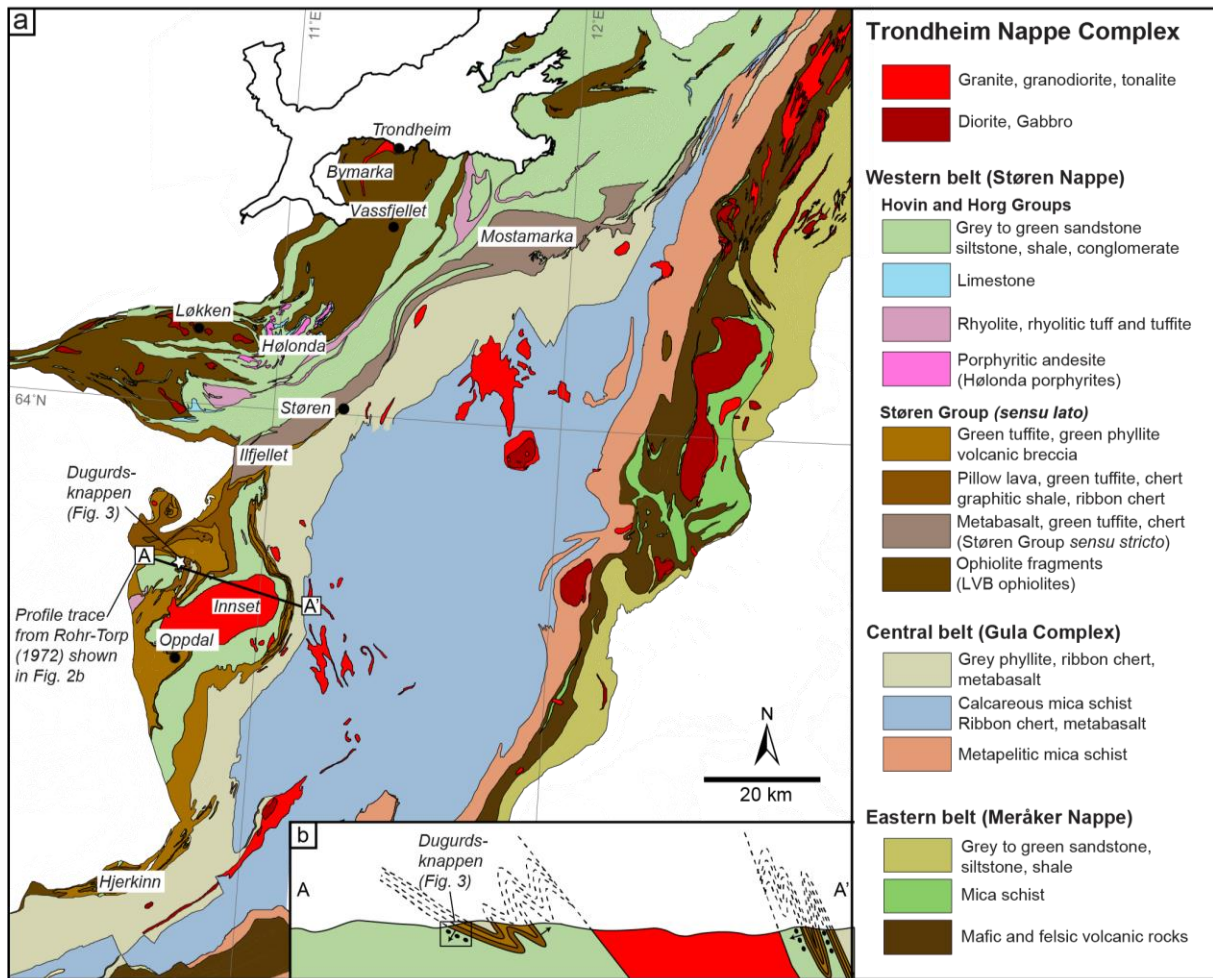 a
11°E
12°E
Trondheim
Bymarka
Vassfjellet
Mostamarka
Løkken
Hølonda
64°N
Støren
Ilfjellet
Dugurds-
knappen
(Fig. 3)
A
A'
Innset
Oppdal
Profile trace
from Rohr-Torp
(1972) shown
in Fig. 2b
N
20 km
Hjerkinn
b
Dugurds-
knappen
(Fig. 3)
A
A'
Trondheim Nappe Complex
Granite, granodiorite, tonalite
Diorite, Gabbro
Western belt (Støren Nappe)
Hovin and Horg Groups
Grey to green sandstone
siltstone, shale, conglomerate
Limestone
Rhyolite, rhyolitic tuff and tuffite
Porphyritic andesite
(Hølonda porphyrites)
Støren Group (sensu lato)
Green tuffite, green phyllite
volcanic breccia
Pillow lava, green tuffite, chert
graphitic shale, ribbon chert
Metabasalt, green tuffite, chert
(Støren Group sensu stricto)
Ophiolite fragments
(LVB ophiolites)
Central belt (Gula Complex)
Grey phyllite, ribbon chert,
metabasalt
Calcareous mica schist
Ribbon chert, metabasalt
Metapelitic mica schist
Eastern belt (Meråker Nappe)
Grey to green sandstone,
siltstone, shale
Mica schist
Mafic and felsic volcanic rocks